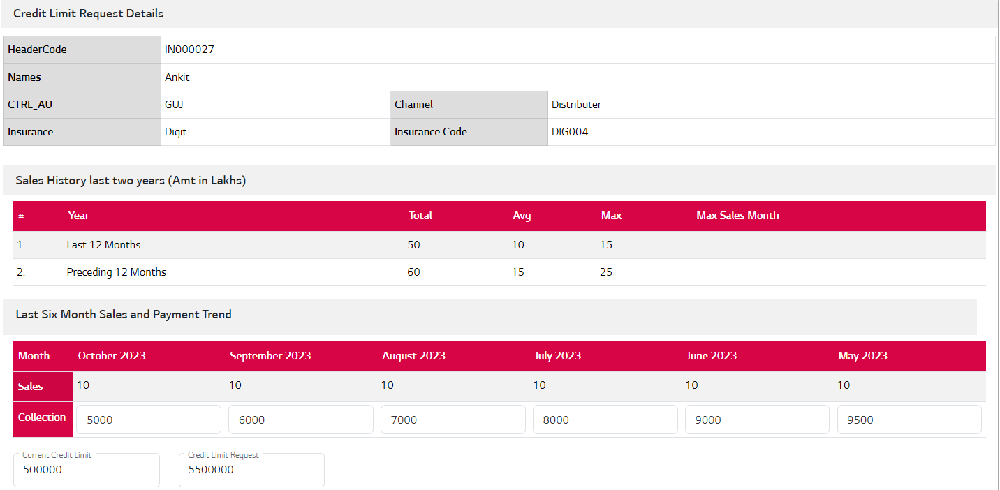 Credit Limit Request Details
HeaderCode IN000027
Names Ankit
CTRL_AU GUJ Channel Distributer
Insurance Digit Insurance Code DIG004
Sales History last two years (Amt in Lakhs)
# Year Total Avg Max Max Sales Month
1. Last 12 Months 50 10 15
2. Preceding 12 Months 60 15 25
Last Six Month Sales and Payment Trend
Month October 2023 September 2023 August 2023 July 2023 June 2023 May 2023
Sales 10 10 10 10 10 10
Collection 5000 6000 7000 8000 9000 9500
Current Credit Limit Credit Limit Request
500000 5500000